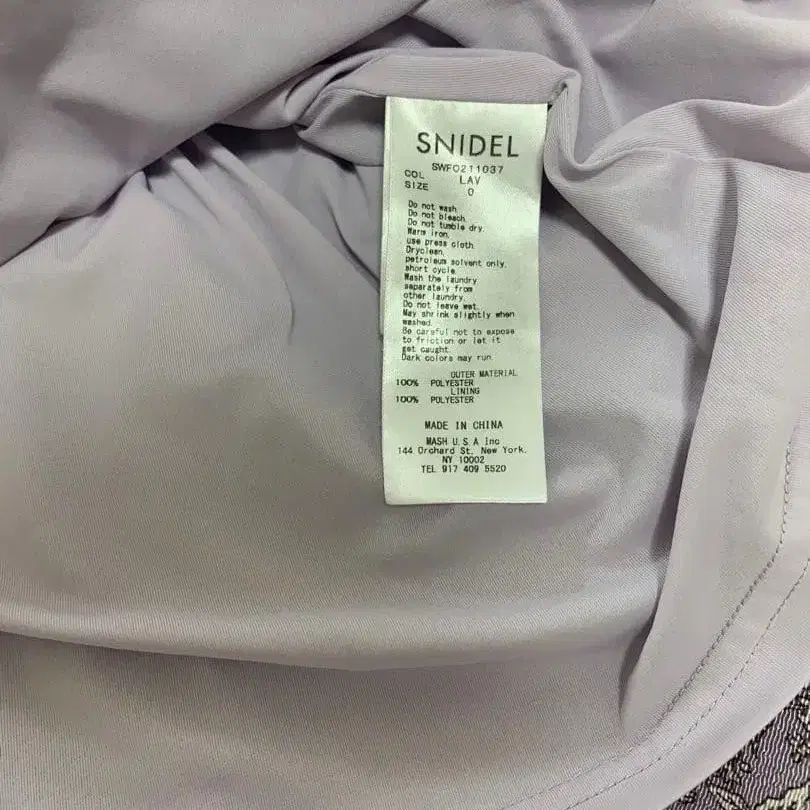 SNIDEL
SWFO211037
COL LAV
SIZE 0
Do not wash
Do not bleach.
Do not tumble dry.
Warm iron,
use press cloth.
Dryclean,
petroleum solvent only,
short cycle.
Wash the laundry
separately from
other laundry.
Do not leave wet.
May shrink slightly when
washed.
Be careful not to expose
to friction or let it
get caught.
Dark colors may run.
OUTER MATERIAL
100% POLYESTER
LINING
100% POLYESTER
MADE IN CHINA
MASH U.S.A Inc
144 Orchard St, New York.
NY 10002
TEL 917 409 5520